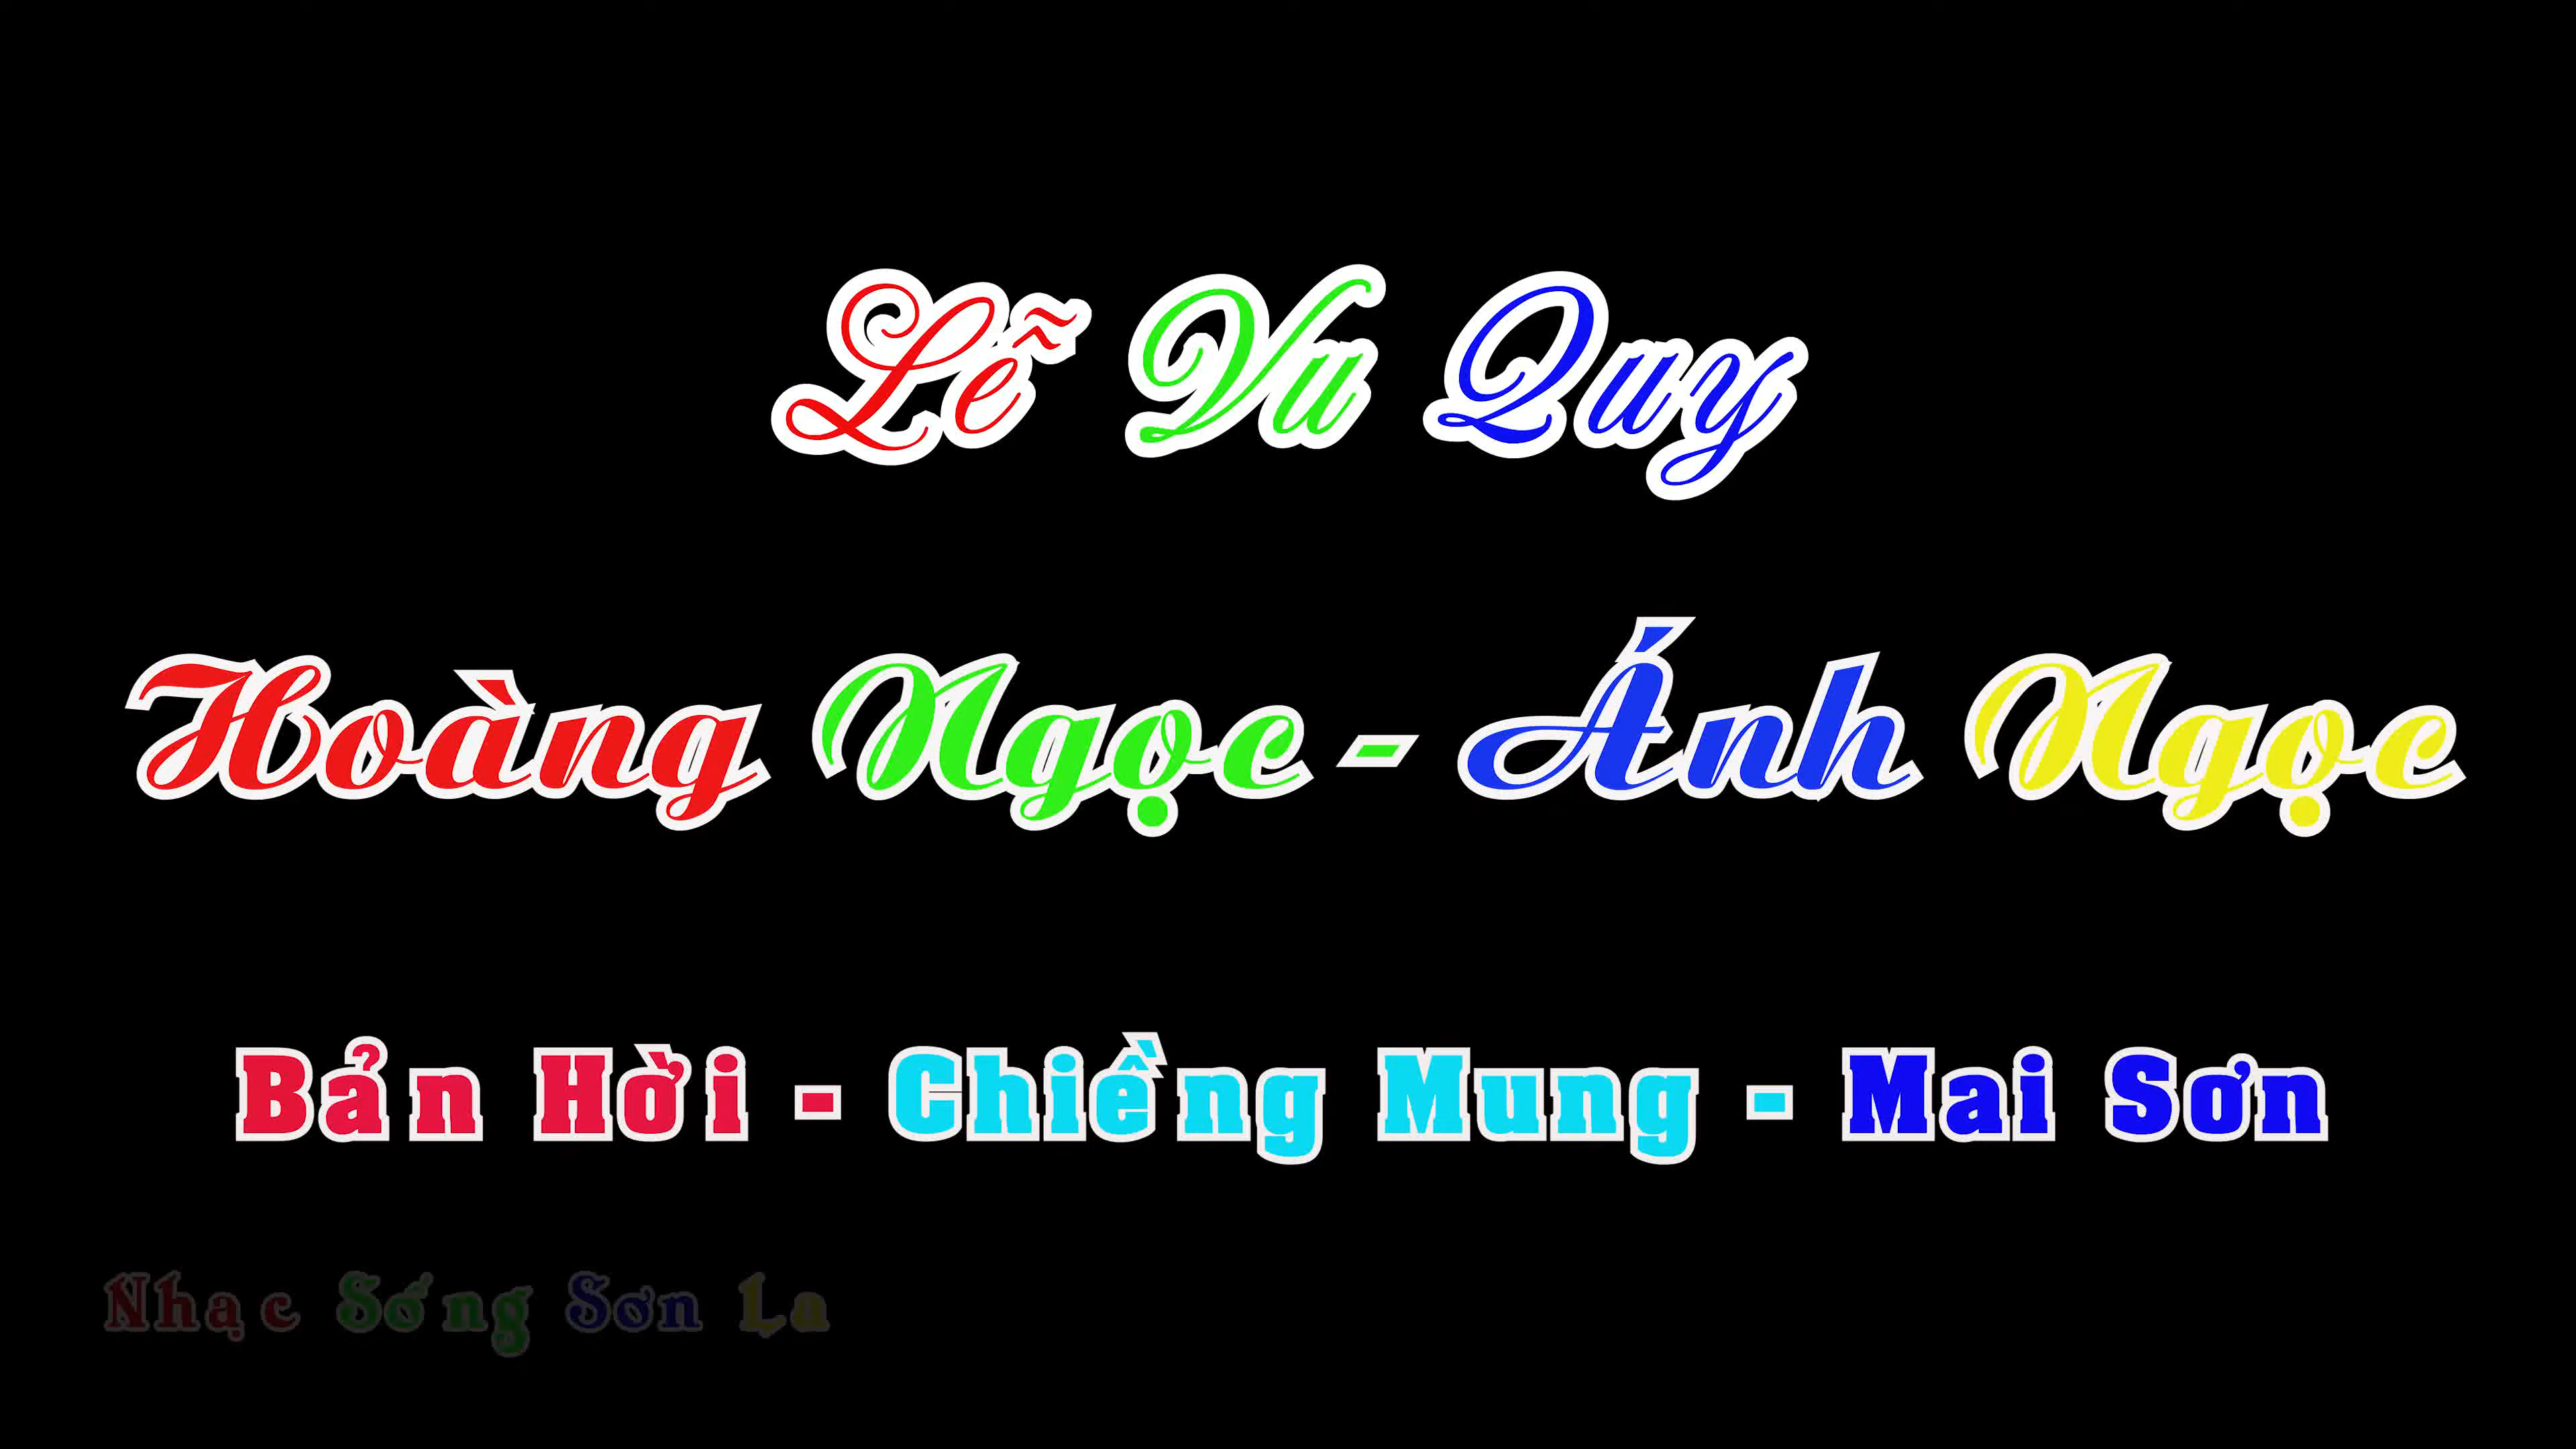 Lễ Vu Quy
Hoàng Ngọc - Ánh Ngọc
Bản Hời - Chiềng Mung - Mai Sơn
Nhạc Sống Sơn La